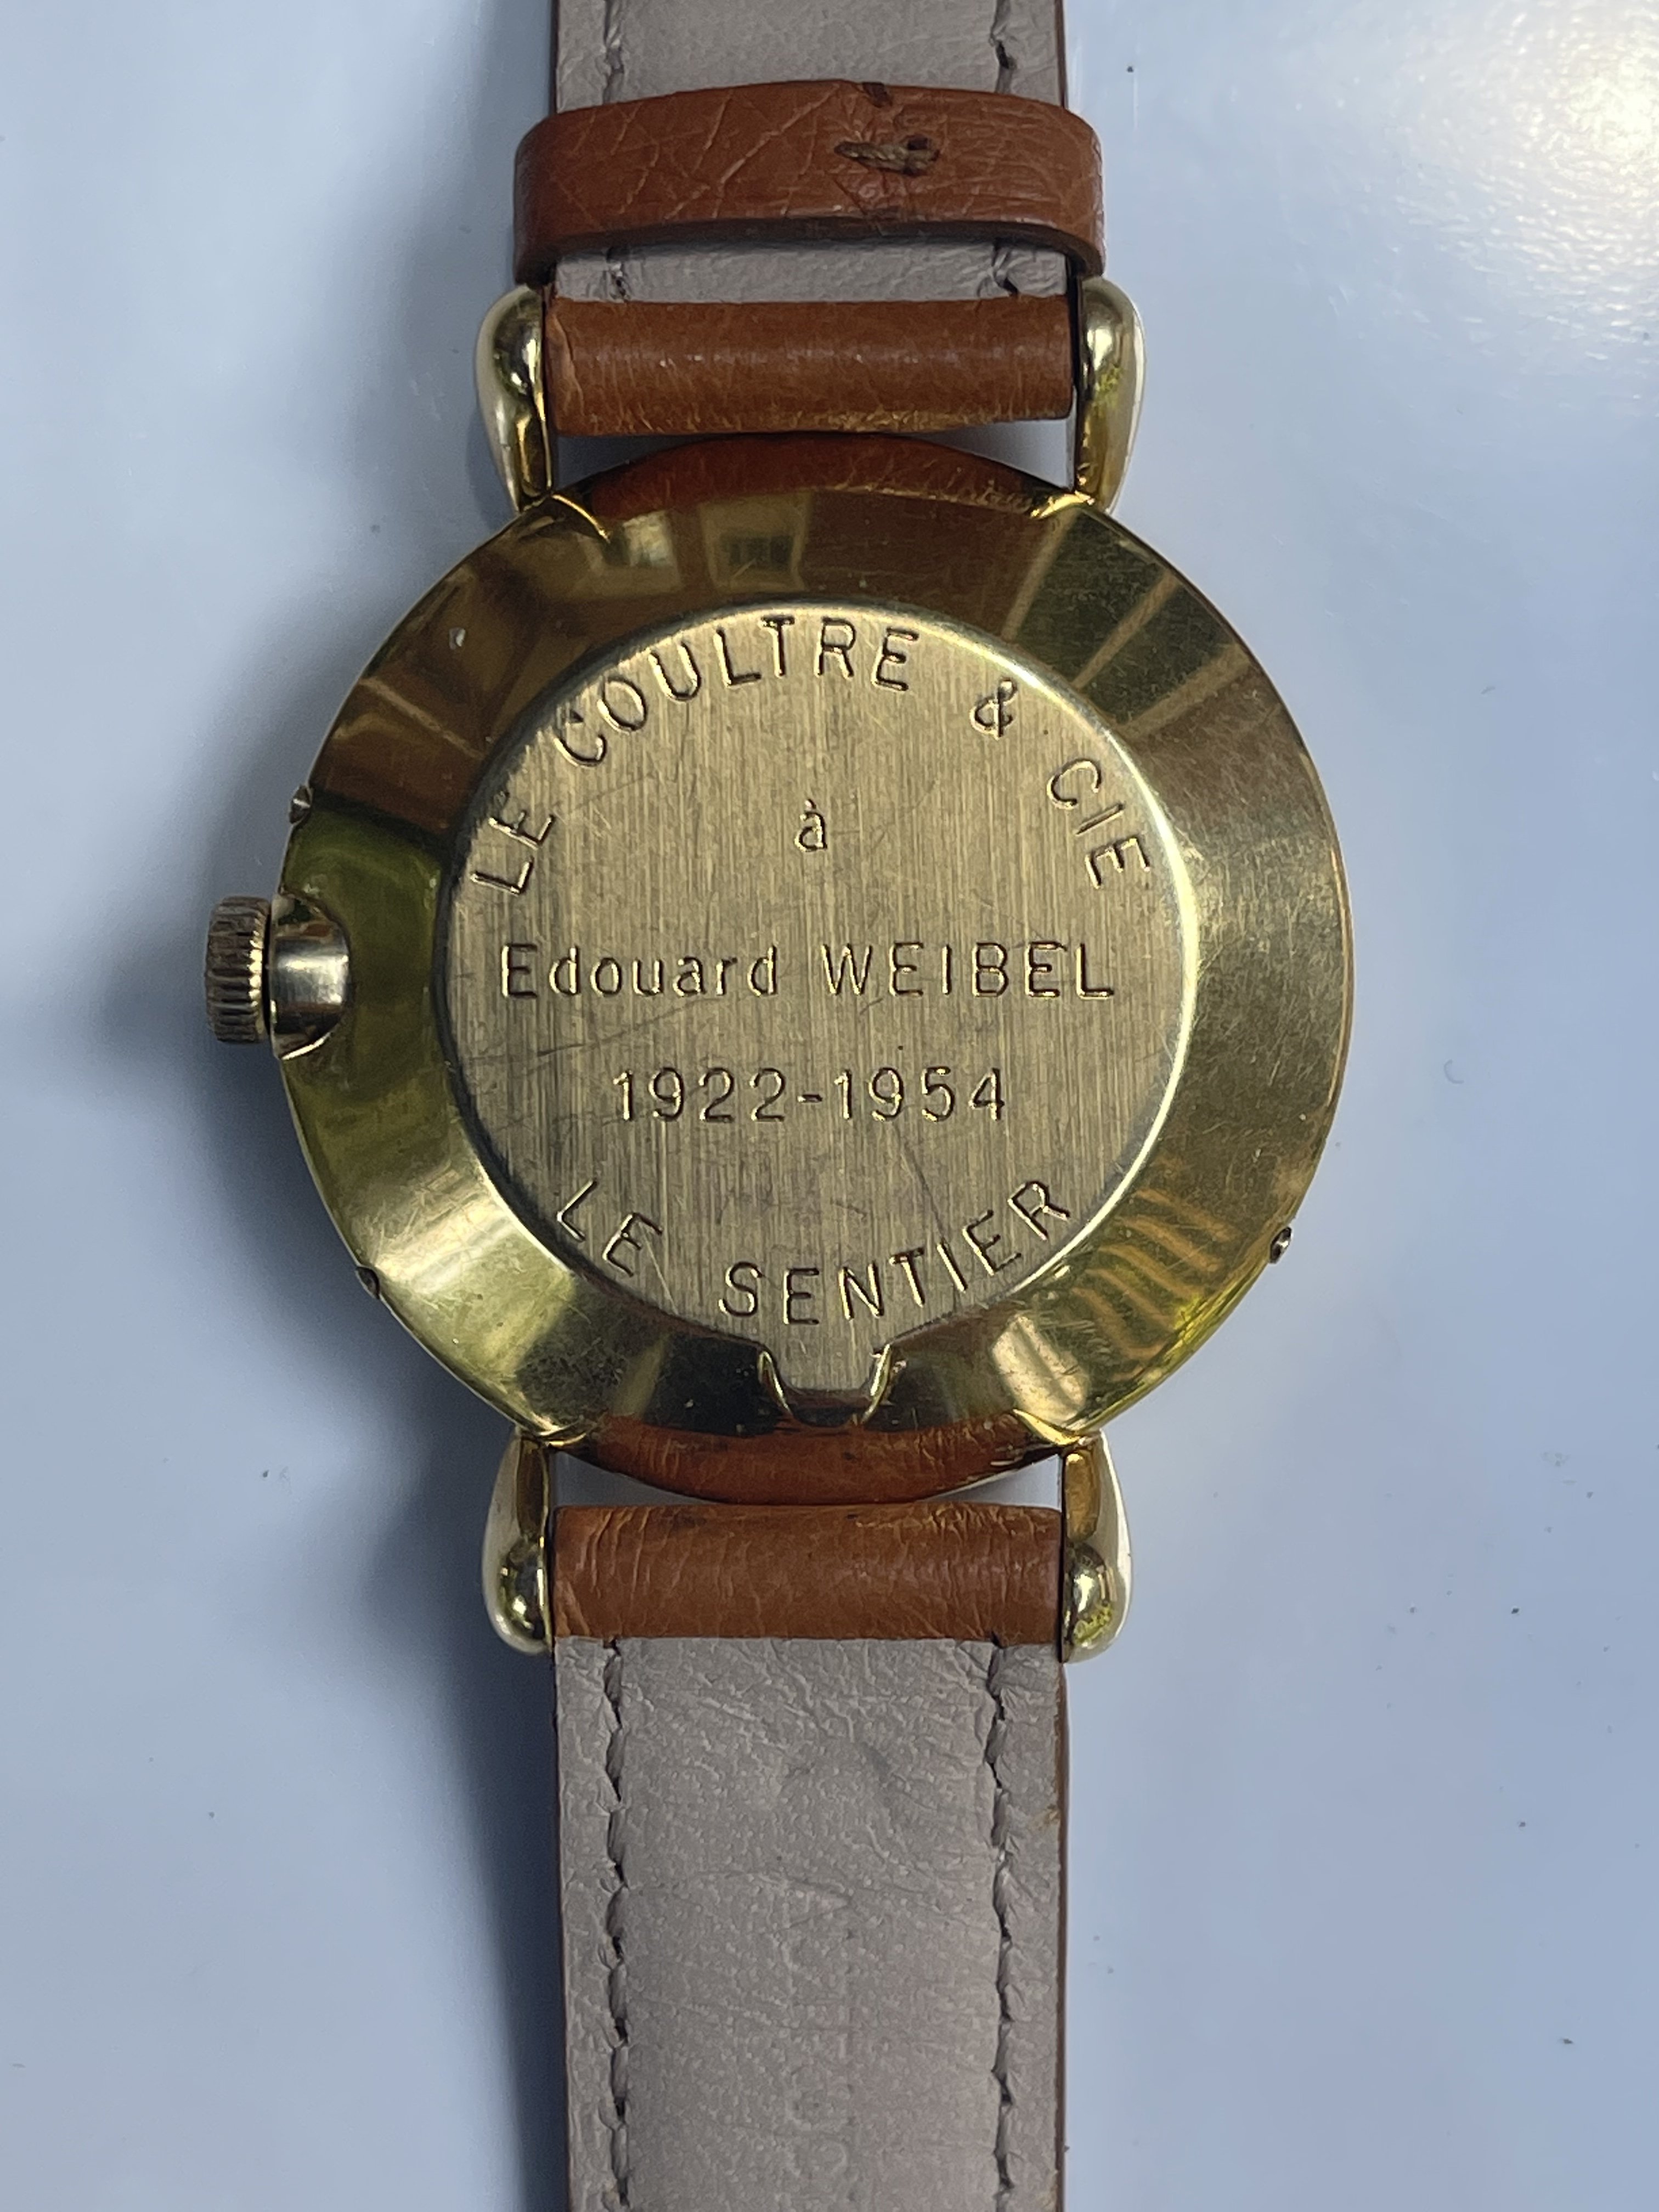 LE COULTRE & CIE
à
Edouard WEIBEL
1922-1954
LE SENTIER